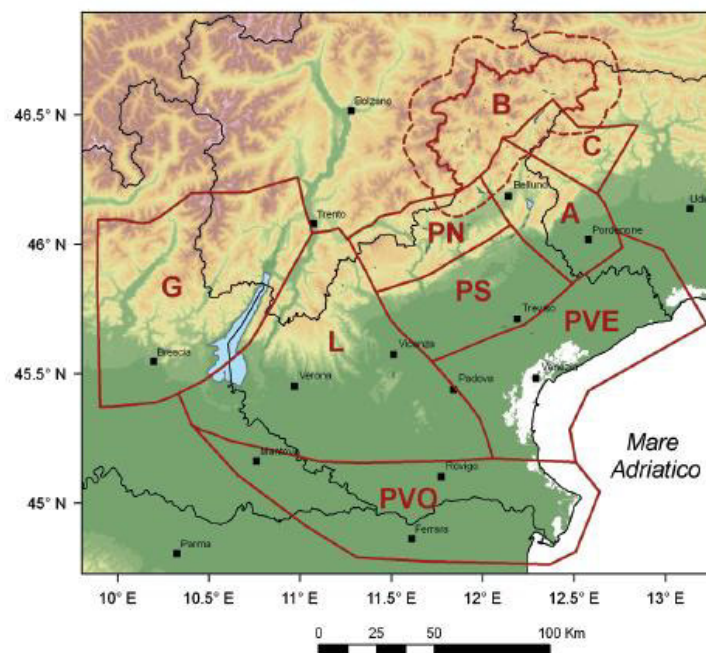 46.5° N
46° N
45.5° N
45° N
Bolzano
B
C
Belluno
Ud
Trento
A
PN
Pordenone
G
PS
Treviso
PVE
L
Brescia
Vicenza
Verona
Padova
Venezia
Mare
Adriatico
Mantova
Rovigo
PVO
Ferrara
Parma
10° E
10.5° E
11° E
11.5° E
12° E
12.5° E
13° E
0 25 50 100 Km